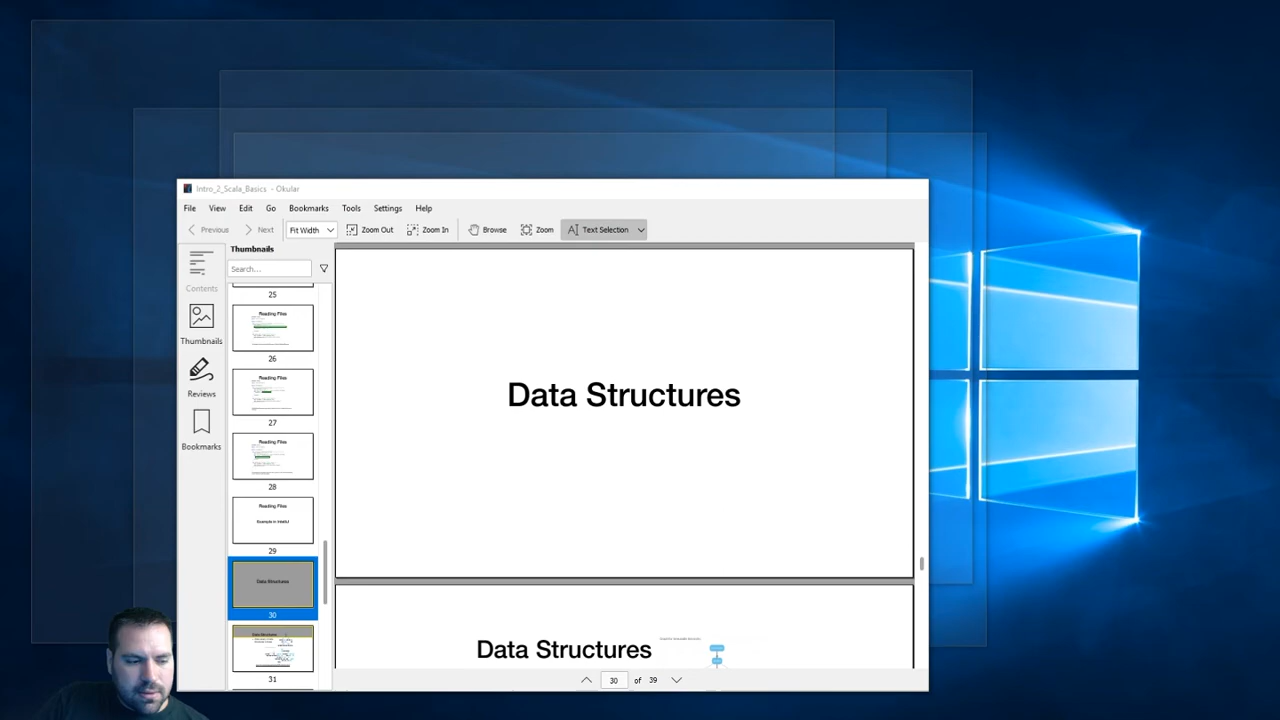 Intro_2_Scala_Basics - Okular
File View Edit Go Bookmarks Tools Settings Help
Previous Next Fit Width Zoom Out Zoom In Browse Zoom Text Selection
Thumbnails
Search...
Contents
Thumbnails
Reviews
Bookmarks
25
Reading Files
26
Reading Files
27
Reading Files
28
Reading Files
Example in IntelliJ
29
Data Structures
30
Data Structures
31
Data Structures
Data Structures
30 of 39